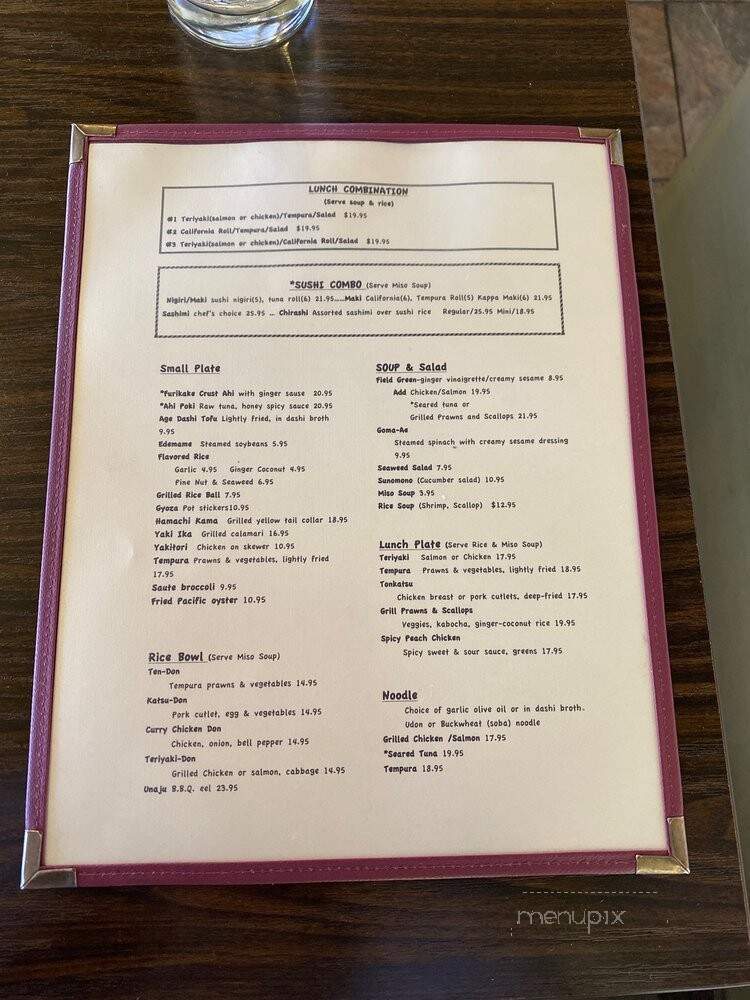 LUNCH COMBINATION
(Serve soup & rice)
#1 Teriyaki(salmon or chicken)/Tempura/Salad $19.95
#2 California Roll/Tempura/Salad $19.95
#3 Teriyaki(salmon or chicken)/California Roll/Salad $19.95
*SUSHI COMBO (Serve Miso Soup)
Nigiri/Maki sushi nigiri(5), tuna roll(6) 21.95.....Maki California(6), Tempura Roll(5) Kappa Maki(6) 21.95
Sashimi chef's choice 25.95 ... Chirashi Assorted sashimi over sushi rice Regular/25.95 Mini/18.95
Small Plate
*Furikake Crust Ahi with ginger sause 20.95
*Ahi Poki Raw tuna, honey spicy sauce 20.95
Age Dashi Tofu Lightly fried, in dashi broth
9.95
Edemame Steamed soybeans 5.95
Flavored Rice
Garlic 4.95 Ginger Coconut 4.95
Pine Nut & Seaweed 6.95
Grilled Rice Ball 7.95
Gyoza Pot stickers10.95
Hamachi Kama Grilled yellow tail collar 18.95
Yaki Ika Grilled calamari 16.95
Yakitori Chicken on skewer 10.95
Tempura Prawns & vegetables, lightly fried
17.95
Saute broccoli 9.95
Fried Pacific oyster 10.95
Rice Bowl (Serve Miso Soup)
Ten-Don
Tempura prawns & vegetables 14.95
Katsu-Don
Pork cutlet, egg & vegetables 14.95
Curry Chicken Don
Chicken, onion, bell pepper 14.95
Teriyaki-Don
Grilled Chicken or salmon, cabbage 14.95
Unaju B.B.Q. eel 23.95
SOUP & Salad
Field Green-ginger vinaigrette/creamy sesame 8.95
Add Chicken/Salmon 19.95
*Seared tuna or
Grilled Prawns and Scallops 21.95
Goma-Ae
Steamed spinach with creamy sesame dressing
9.95
Seaweed Salad 7.95
Sunomono (Cucumber salad) 10.95
Miso Soup 3.95
Rice Soup (Shrimp, Scallop) $12.95
Lunch Plate (Serve Rice & Miso Soup)
Teriyaki Salmon or Chicken 17.95
Tempura Prawns & vegetables, lightly fried 18.95
Tonkatsu
Chicken breast or pork cutlets, deep-fried 17.95
Grill Prawns & Scallops
Veggies, kabocha, ginger-coconut rice 19.95
Spicy Peach Chicken
Spicy sweet & sour sauce, greens 17.95
Noodle
Choice of garlic olive oil or in dashi broth.
Udon or Buckwheat (soba) noodle
Grilled Chicken /Salmon 17.95
*Seared Tuna 19.95
Tempura 18.95
menupix